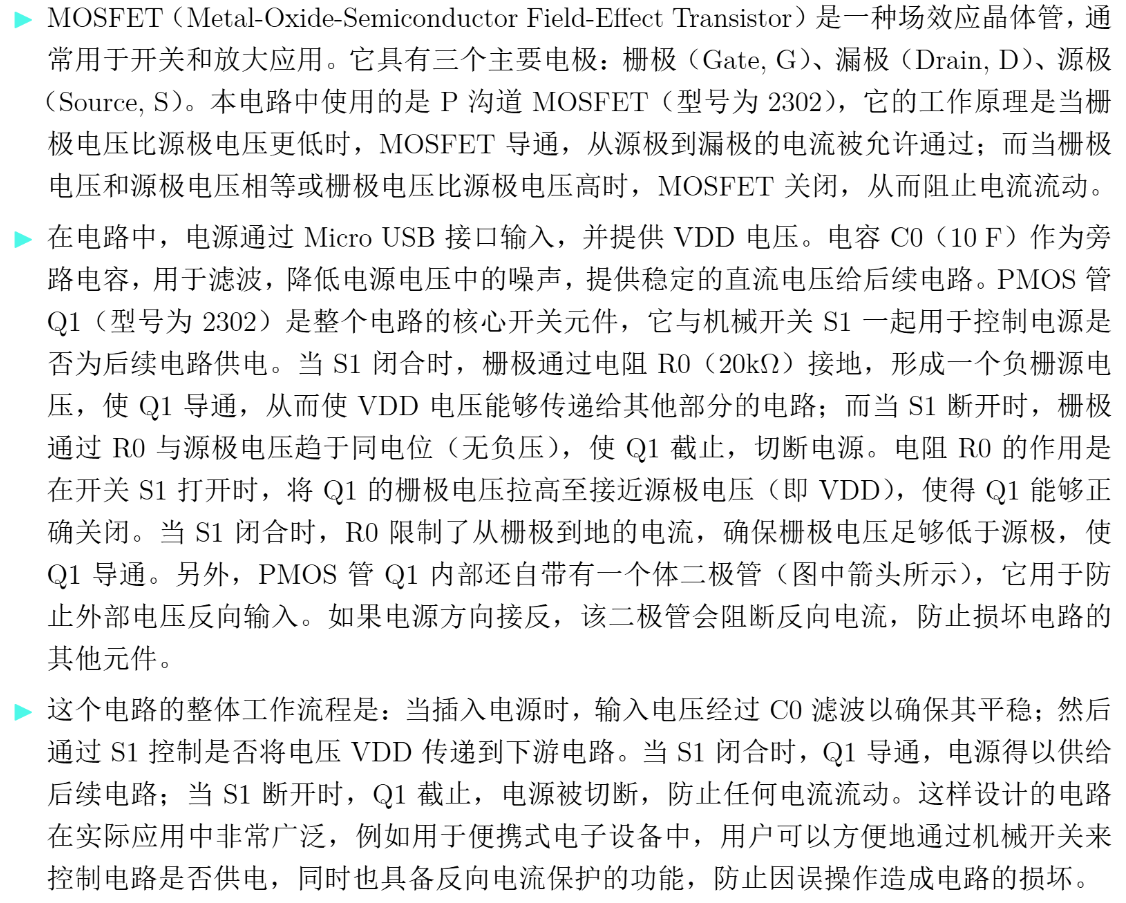 MOSFET（Metal-Oxide-Semiconductor Field-Effect Transistor）是一种场效应晶体管，通
常用于开关和放大应用。它具有三个主要电极：栅极（Gate, G）、漏极（Drain, D）、源极
（Source, S）。本电路中使用的是 P 沟道 MOSFET（型号为 2302），它的工作原理是当栅
极电压比源极电压更低时，MOSFET 导通，从源极到漏极的电流被允许通过；而当栅极
电压和源极电压相等或栅极电压比源极电压高时，MOSFET 关闭，从而阻止电流流动。
在电路中，电源通过 Micro USB 接口输入，并提供 VDD 电压。电容 C0（10 F）作为旁
路电容，用于滤波，降低电源电压中的噪声，提供稳定的直流电压给后续电路。PMOS 管
Q1（型号为 2302）是整个电路的核心开关元件，它与机械开关 S1 一起用于控制电源是
否为后续电路供电。当 S1 闭合时，栅极通过电阻 R0（20kΩ）接地，形成一个负栅源电
压，使 Q1 导通，从而使 VDD 电压能够传递给其他部分的电路；而当 S1 断开时，栅极
通过 R0 与源极电压趋于同电位（无负压），使 Q1 截止，切断电源。电阻 R0 的作用是
在开关 S1 打开时，将 Q1 的栅极电压拉高至接近源极电压（即 VDD），使得 Q1 能够正
确关闭。当 S1 闭合时，R0 限制了从栅极到地的电流，确保栅极电压足够低于源极，使
Q1 导通。另外，PMOS 管 Q1 内部还自带有一个体二极管（图中箭头所示），它用于防
止外部电压反向输入。如果电源方向接反，该二极管会阻断反向电流，防止损坏电路的
其他元件。
这个电路的整体工作流程是：当插入电源时，输入电压经过 C0 滤波以确保其平稳；然后
通过 S1 控制是否将电压 VDD 传递到下游电路。当 S1 闭合时，Q1 导通，电源得以供给
后续电路；当 S1 断开时，Q1 截止，电源被切断，防止任何电流流动。这样设计的电路
在实际应用中非常广泛，例如用于便携式电子设备中，用户可以方便地通过机械开关来
控制电路是否供电，同时也具备反向电流保护的功能，防止因误操作造成电路的损坏。